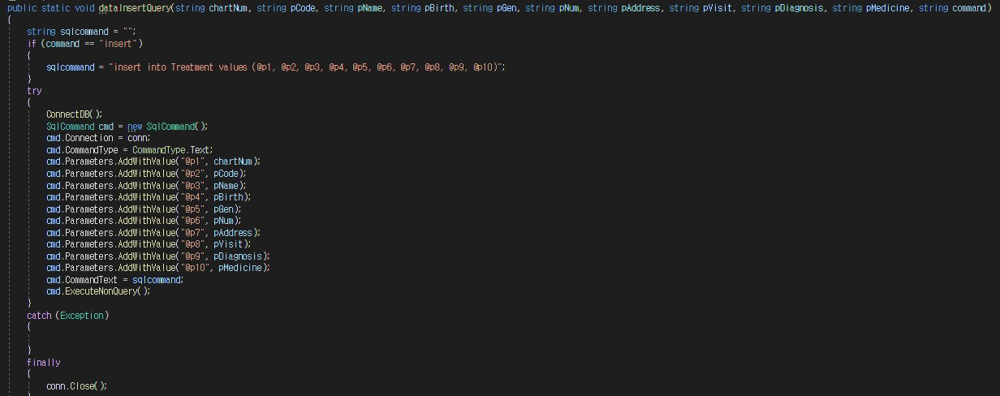 public static void dataInsertQuery(string chartNum, string pCode, string pName, string pBirth, string pGen, string pNum, string pAddress, string pVisit, string pDiagnosis, string pMedicine, string command)
{
string sqlcommand = "";
if (command == "insert")
{
sqlcommand = "insert into Treatment values (@p1, @p2, @p3, @p4, @p5, @p6, @p7, @p8, @p9, @p10)";
}
try
{
ConnectDB();
SqlCommand cmd = new SqlCommand();
cmd.Connection = conn;
cmd.CommandType = CommandType.Text;
cmd.Parameters.AddWithValue("@p1", chartNum);
cmd.Parameters.AddWithValue("@p2", pCode);
cmd.Parameters.AddWithValue("@p3", pName);
cmd.Parameters.AddWithValue("@p4", pBirth);
cmd.Parameters.AddWithValue("@p5", pGen);
cmd.Parameters.AddWithValue("@p6", pNum);
cmd.Parameters.AddWithValue("@p7", pAddress);
cmd.Parameters.AddWithValue("@p8", pVisit);
cmd.Parameters.AddWithValue("@p9", pDiagnosis);
cmd.Parameters.AddWithValue("@p10", pMedicine);
cmd.CommandText = sqlcommand;
cmd.ExecuteNonQuery();
}
catch (Exception)
{
}
finally
{
conn.Close();